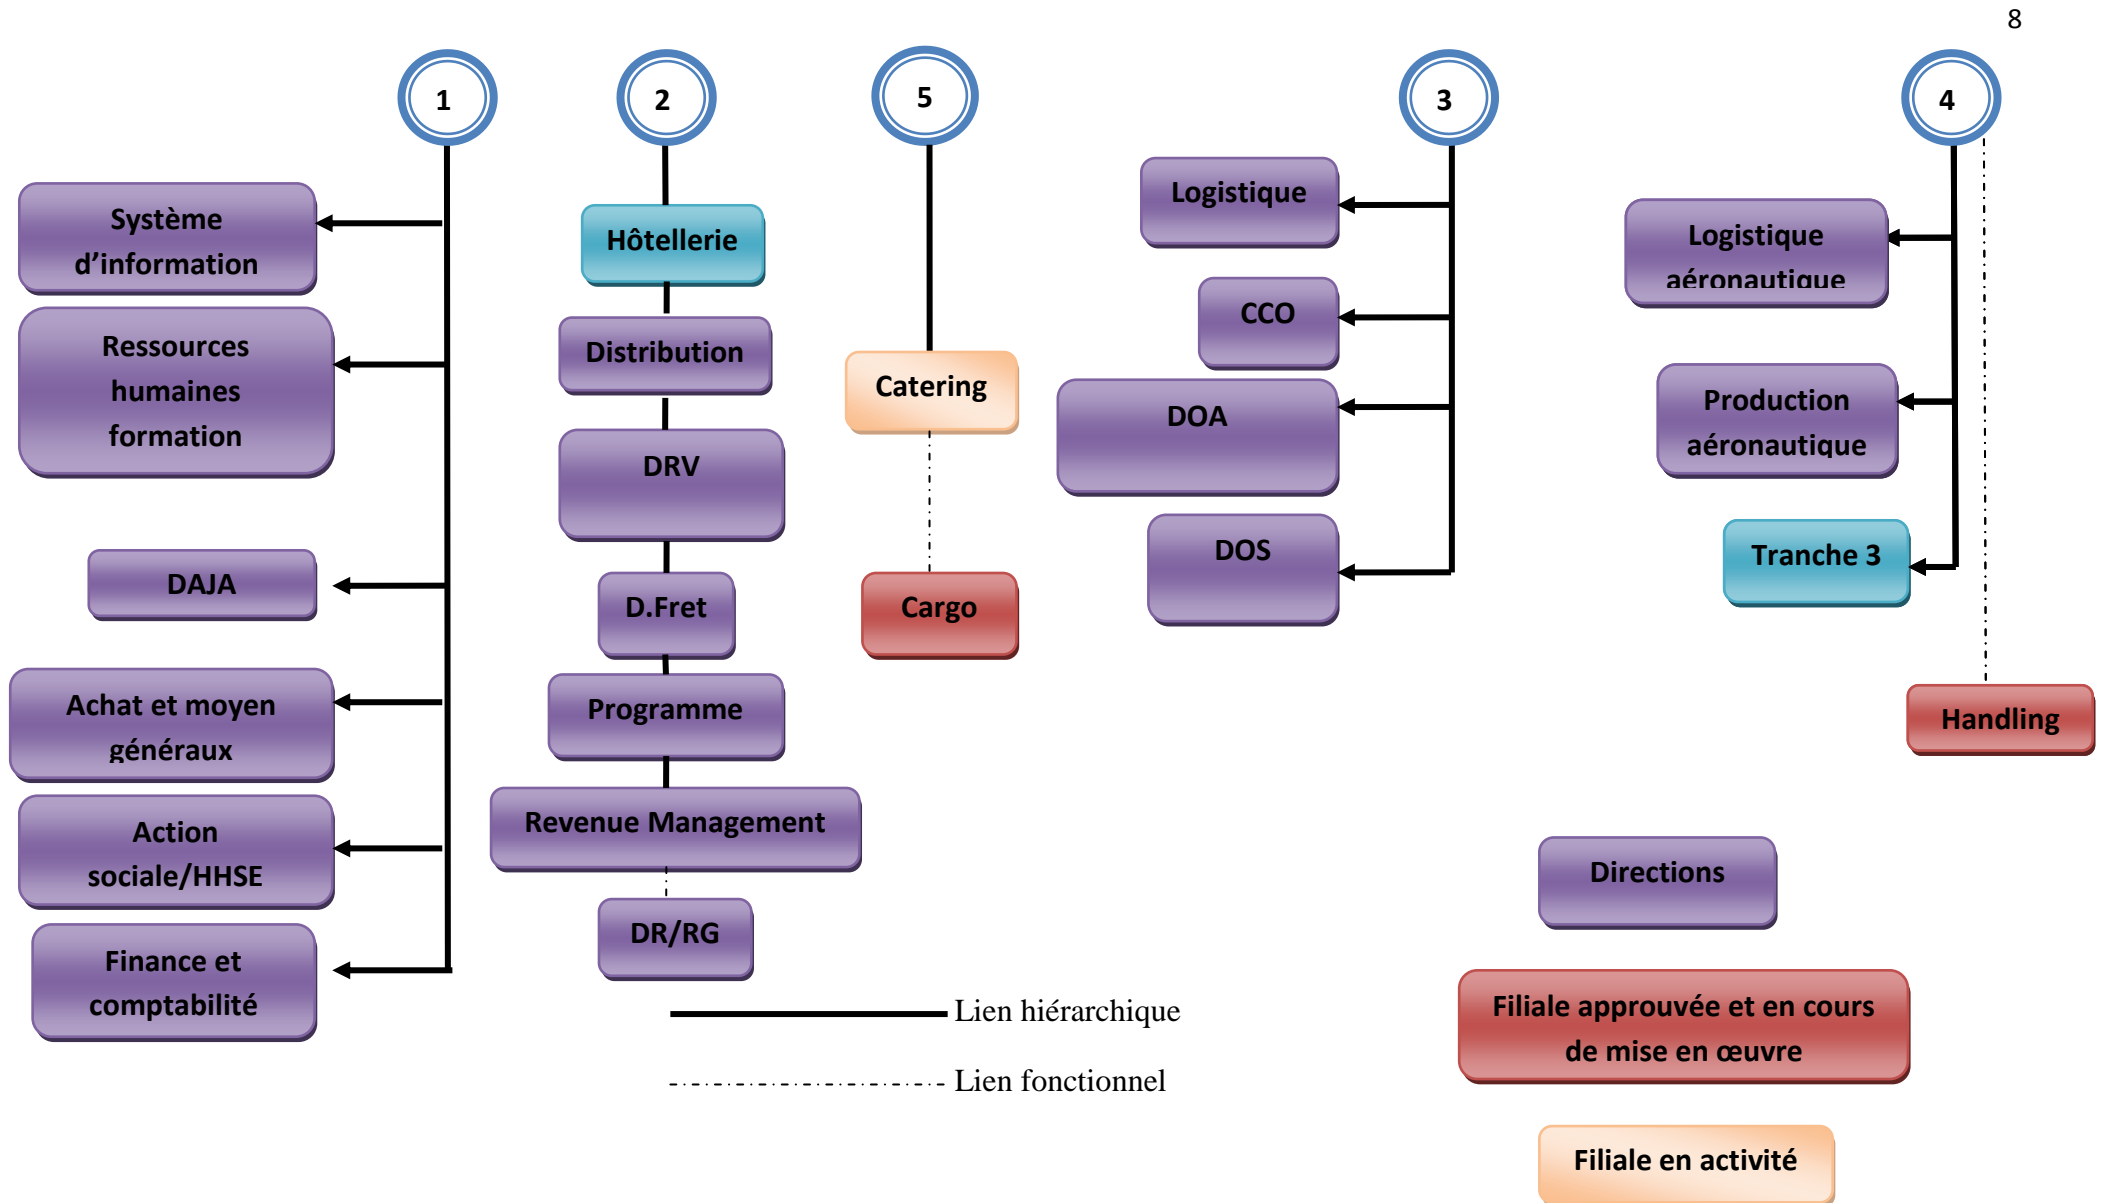 8
1
2
5
3
4
Système
d’information
Ressources
humaines
formation
DAJA
Achat et moyen
généraux
Action
sociale/HHSE
Finance et
comptabilité
Hôtellerie
Distribution
DRV
D.Fret
Programme
Revenue Management
DR/RG
Catering
Cargo
Logistique
CCO
DOA
DOS
Logistique
aéronautique
Production
aéronautique
Tranche 3
Handling
Lien hiérarchique
Lien fonctionnel
Directions
Filiale approuvée et en cours
de mise en œuvre
Filiale en activité